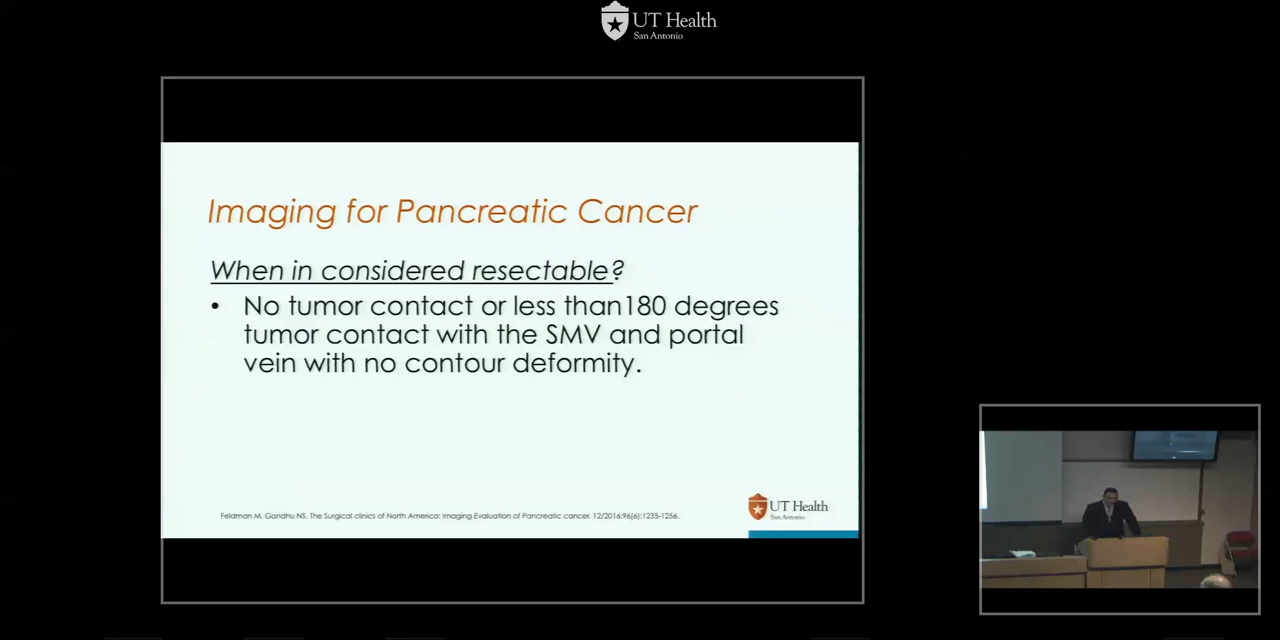 UT Health
San Antonio
Imaging for Pancreatic Cancer
When in considered resectable?
• No tumor contact or less than180 degrees
tumor contact with the SMV and portal
vein with no contour deformity.
Feldman M, Gandhu NS, The Surgical clinics of North America: Imaging Evaluation of Pancreatic cancer. 12/2016;96(6):1235-1256.
UT Health
San Antonio